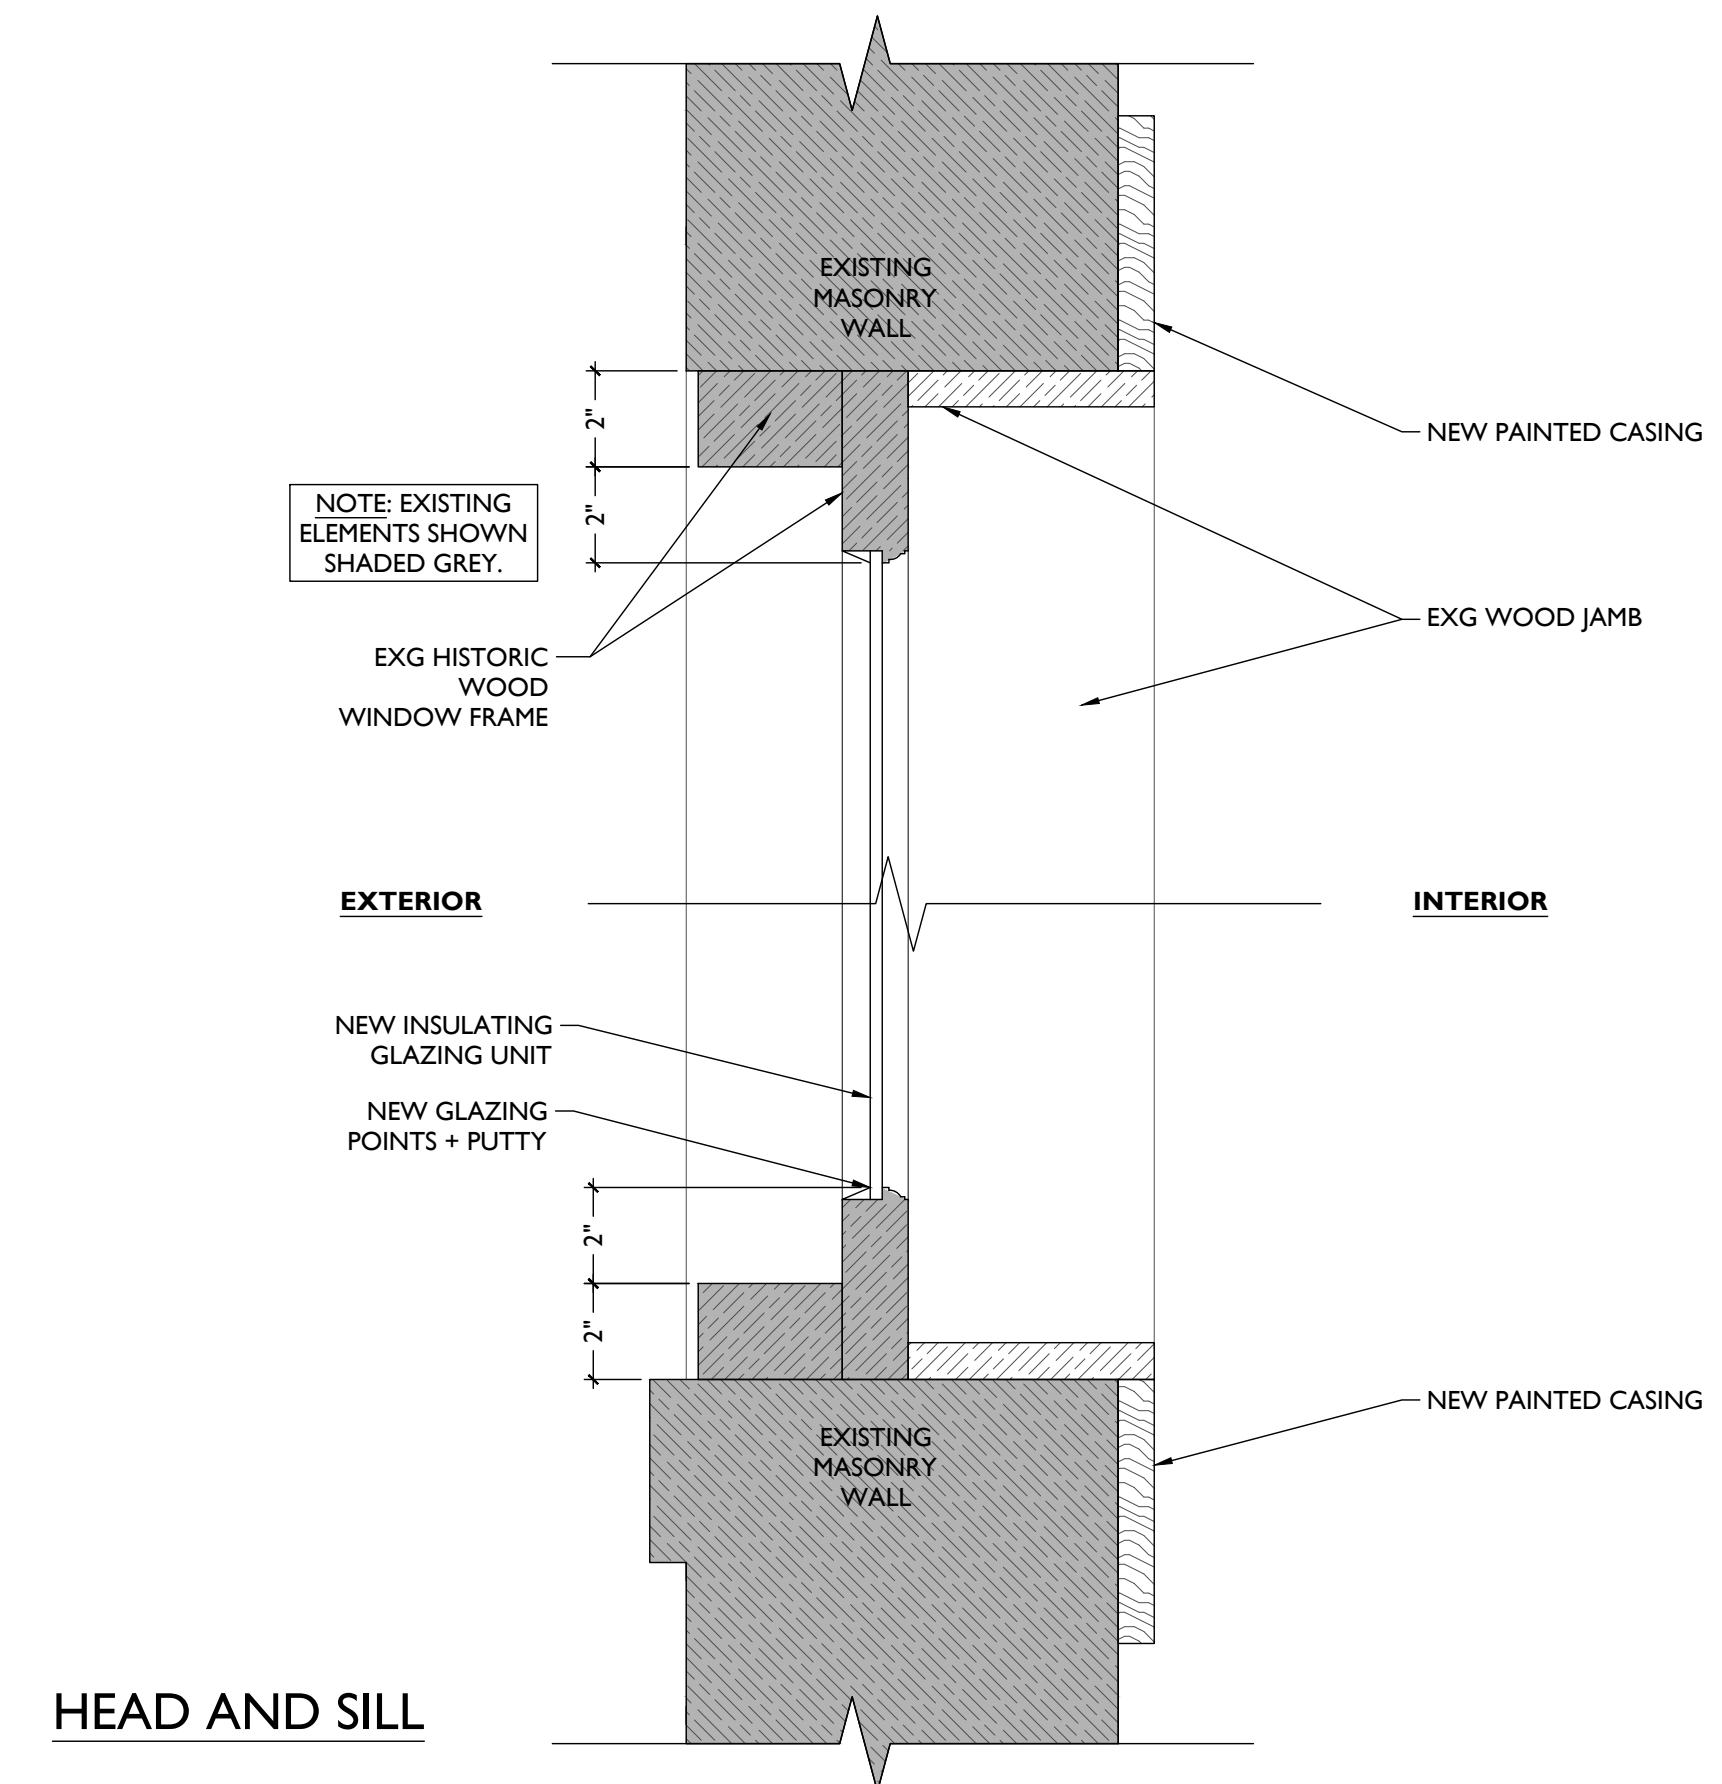 EXISTING
MASONRY
WALL
2"
2"
NEW PAINTED CASING
NOTE: EXISTING
ELEMENTS SHOWN
SHADED GREY.
EXG WOOD JAMB
EXG HISTORIC
WOOD
WINDOW FRAME
EXTERIOR
INTERIOR
NEW INSULATING
GLAZING UNIT
NEW GLAZING
POINTS + PUTTY
2"
2"
NEW PAINTED CASING
EXISTING
MASONRY
WALL
HEAD AND SILL